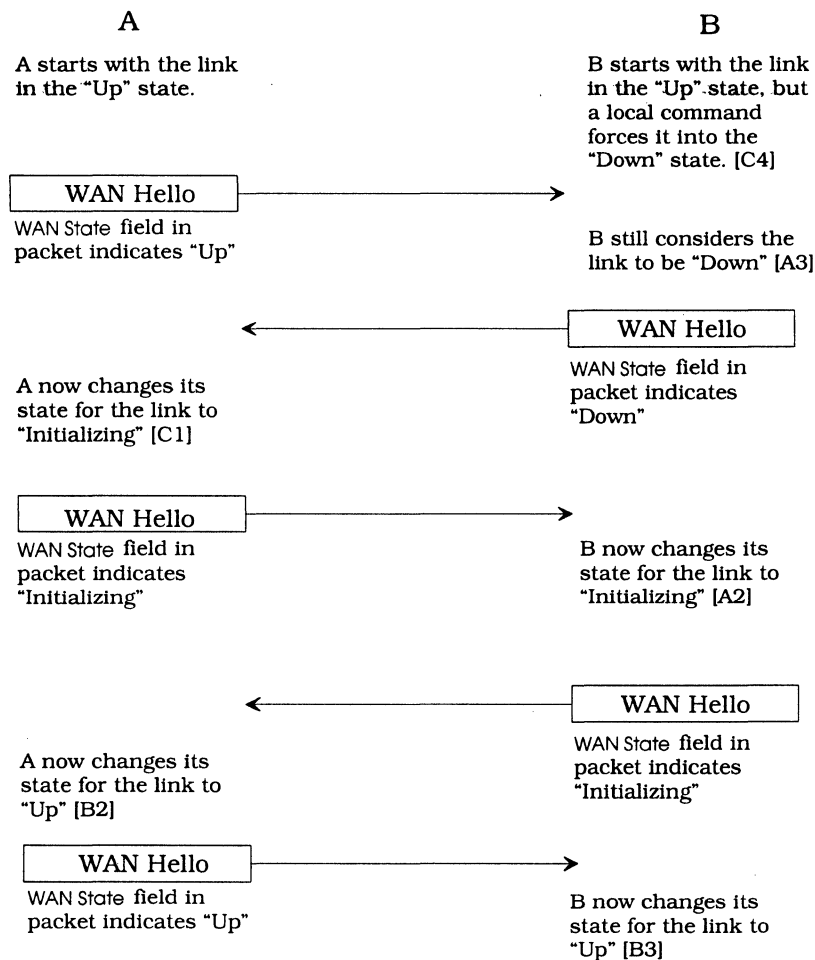 A
B
A starts with the link
in the “Up” state.
B starts with the link
in the “Up” state, but
a local command
forces it into the
“Down” state. [C4]
WAN Hello
WAN State field in
packet indicates “Up”
B still considers the
link to be “Down” [A3]
WAN Hello
WAN State field in
packet indicates
“Down”
A now changes its
state for the link to
“Initializing” [C1]
WAN Hello
WAN State field in
packet indicates
“Initializing”
B now changes its
state for the link to
“Initializing” [A2]
WAN Hello
WAN State field in
packet indicates
“Initializing”
A now changes its
state for the link to
“Up” [B2]
WAN Hello
WAN State field in
packet indicates “Up”
B now changes its
state for the link to
“Up” [B3]